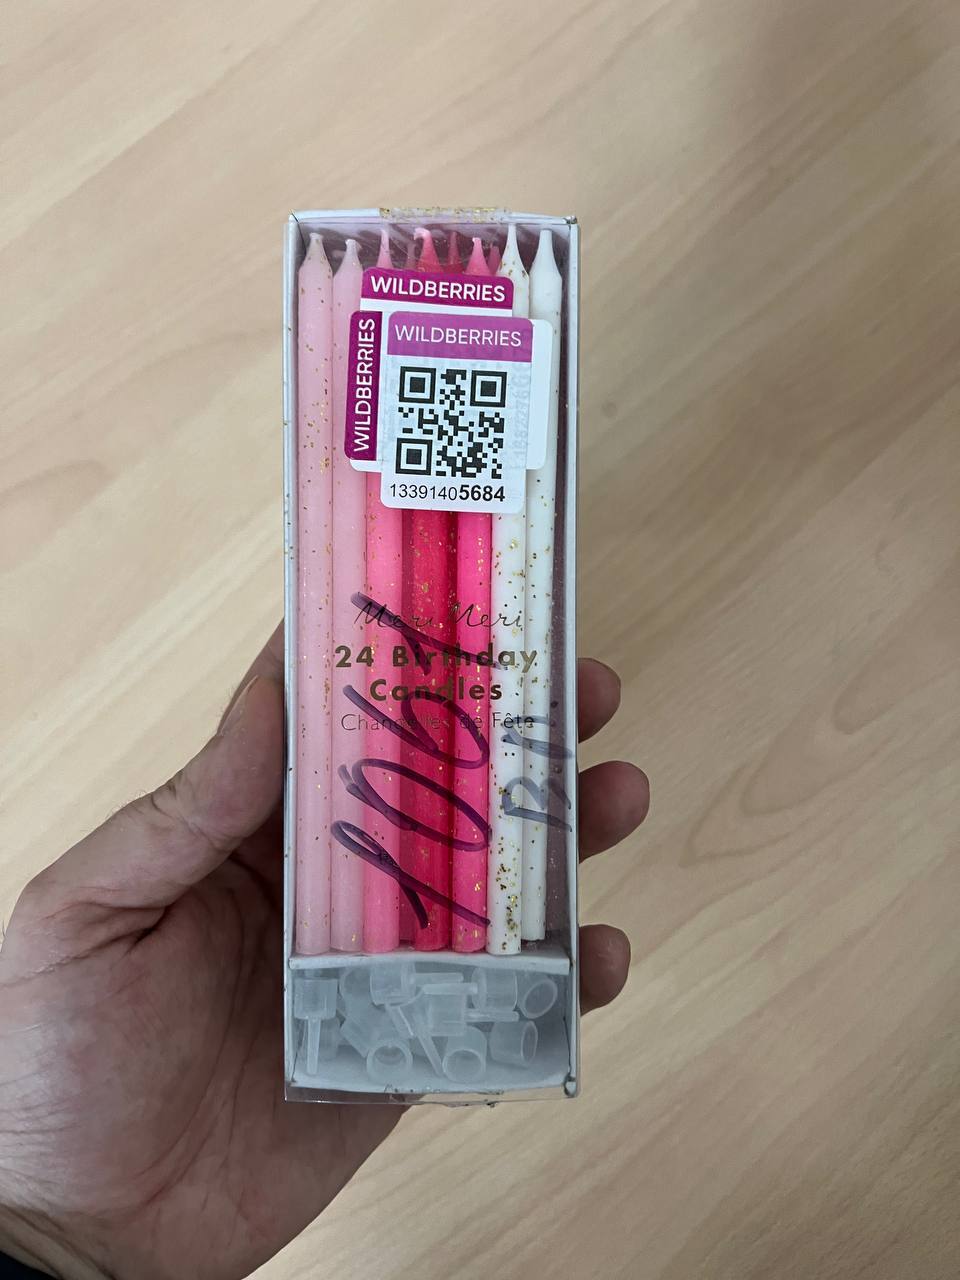 WILDBERRIES
WILDBERRIES
WILDBERRIES
13391405684
Meri Meri
24 Birthday
Candles
Chandelles de Fête